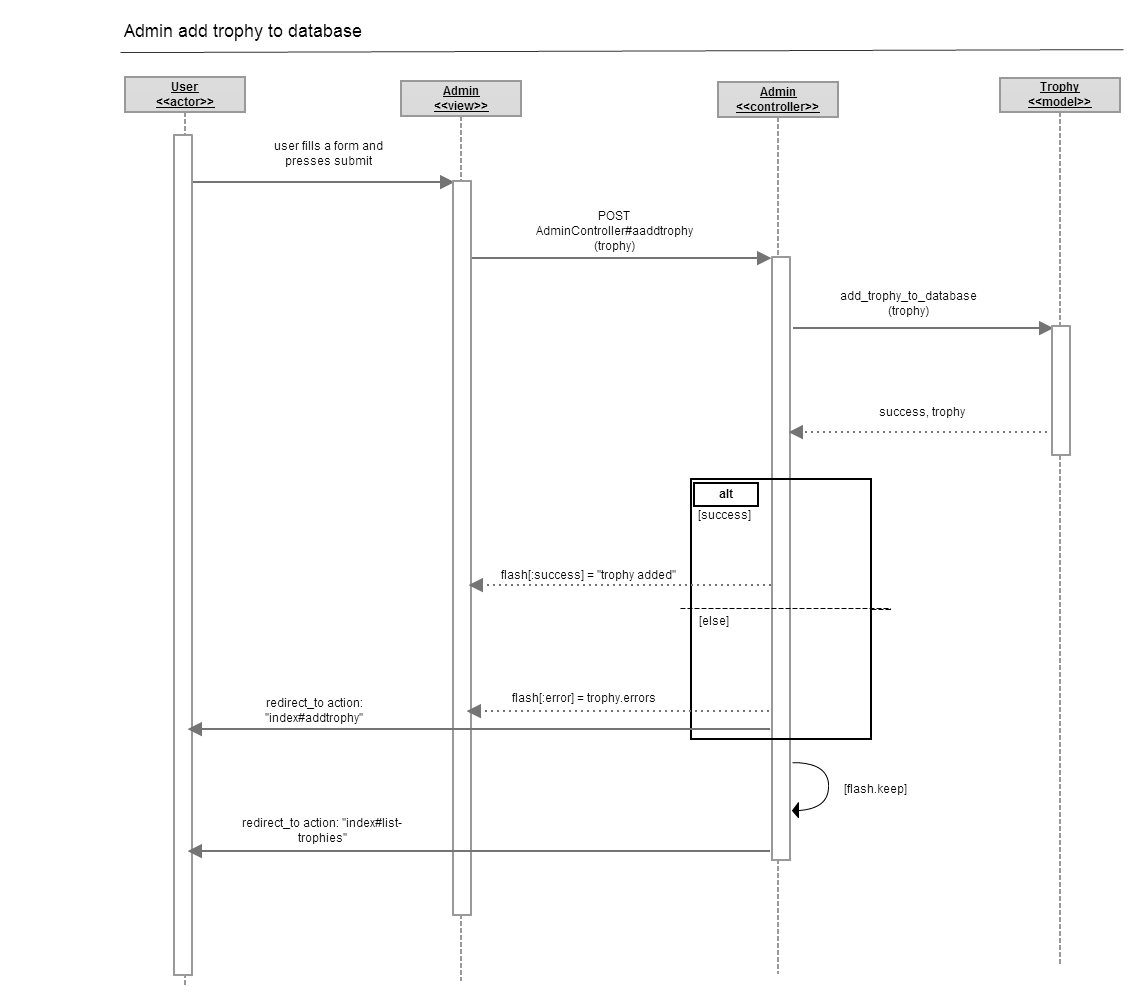 Admin add trophy to database
User
<<actor>>
Admin
<<view>>
Admin
<<controller>>
Trophy
<<model>>
user fills a form and
presses submit
POST
AdminController#aaddtrophy
(trophy)
add_trophy_to_database
(trophy)
success, trophy
alt
[success]
flash[:success] = "trophy added"
[else]
flash[:error] = trophy.errors
redirect_to action:
"index#addtrophy"
[flash.keep]
redirect_to action: "index#list-
trophies"